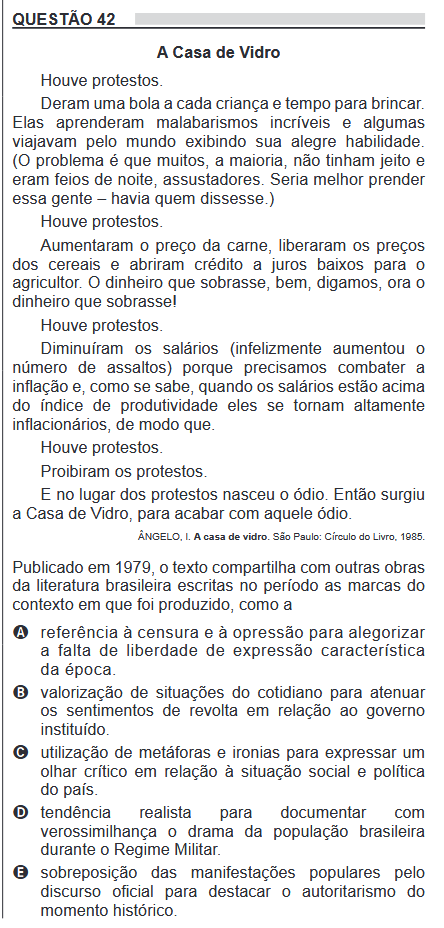 QUESTÃO 42
A Casa de Vidro
Houve protestos.
Deram uma bola a cada criança e tempo para brincar.
Elas aprenderam malabarismos incríveis e algumas
viajavam pelo mundo exibindo sua alegre habilidade.
(O problema é que muitos, a maioria, não tinham jeito e
eram feios de noite, assustadores. Seria melhor prender
essa gente – havia quem dissesse.)
Houve protestos.
Aumentaram o preço da carne, liberaram os preços
dos cereais e abriram crédito a juros baixos para o
agricultor. O dinheiro que sobrasse, bem, digamos, ora o
dinheiro que sobrasse!
Houve protestos.
Diminuíram os salários (infelizmente aumentou o
número de assaltos) porque precisamos combater a
inflação e, como se sabe, quando os salários estão acima
do índice de produtividade eles se tornam altamente
inflacionários, de modo que.
Houve protestos.
Proibiram os protestos.
E no lugar dos protestos nasceu o ódio. Então surgiu
a Casa de Vidro, para acabar com aquele ódio.
ÂNGELO, I. A casa de vidro. São Paulo: Círculo do Livro, 1985.
Publicado em 1979, o texto compartilha com outras obras
da literatura brasileira escritas no período as marcas do
contexto em que foi produzido, como a
A referência à censura e à opressão para alegorizar
a falta de liberdade de expressão característica
da época.
B valorização de situações do cotidiano para atenuar
os sentimentos de revolta em relação ao governo
instituído.
C utilização de metáforas e ironias para expressar um
olhar crítico em relação à situação social e política
do país.
D tendência realista para documentar com
verossimilhança o drama da população brasileira
durante o Regime Militar.
E sobreposição das manifestações populares pelo
discurso oficial para destacar o autoritarismo do
momento histórico.